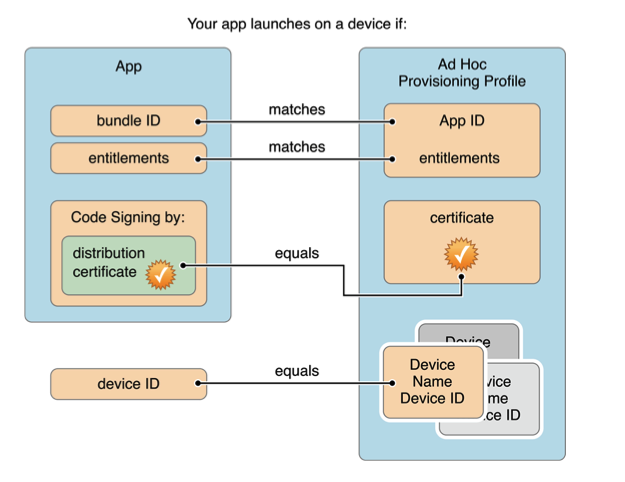 Your app launches on a device if:
App
Ad Hoc
Provisioning Profile
bundle ID
matches
App ID
entitlements
matches
entitlements
Code Signing by:
distribution
certificate
equals
certificate
device ID
equals
Device
Device
Name
Device ID
vice
me
ce ID